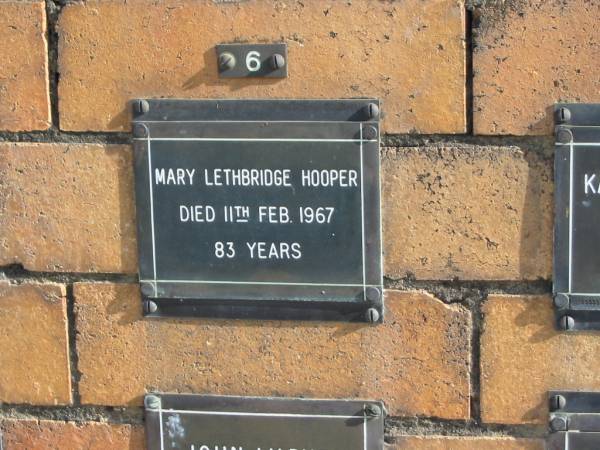 6
MARY LETHBRIDGE HOOPER
DIED 11TH FEB. 1967
83 YEARS